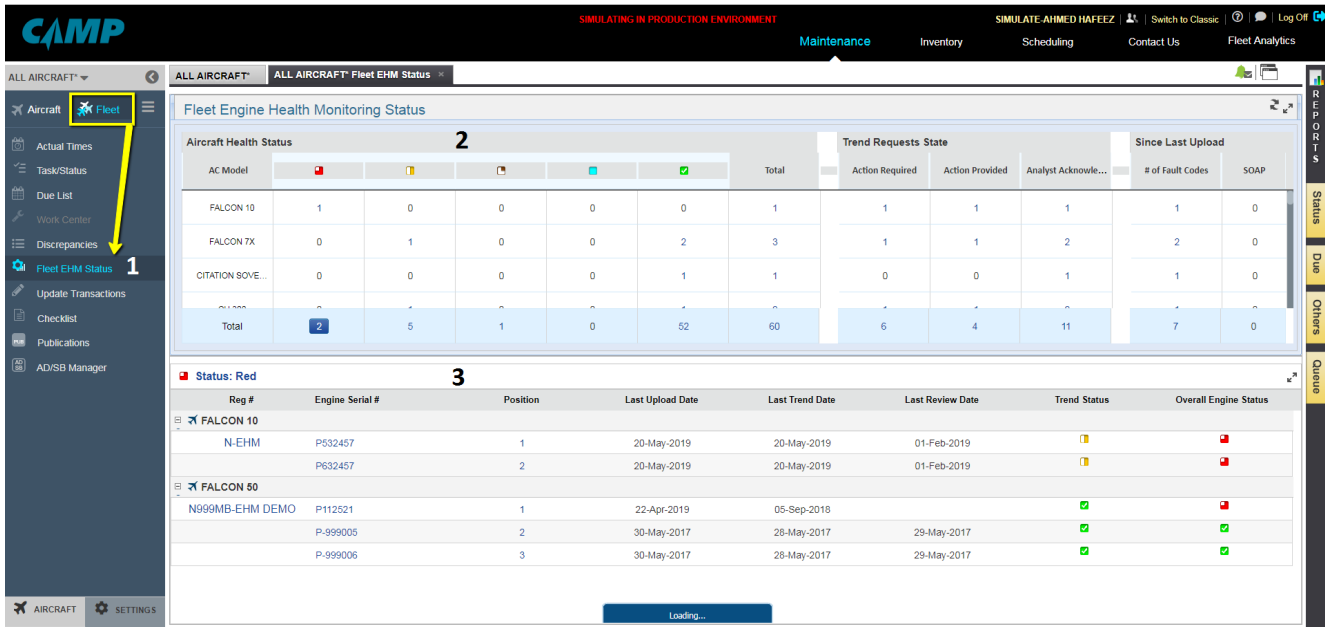 CAMP
SIMULATING IN PRODUCTION ENVIRONMENT
SIMULATE-AHMED HAFEEZ | Switch to Classic | ? | Log Off
Maintenance Inventory Scheduling Contact Us Fleet Analytics
ALL AIRCRAFT*
ALL AIRCRAFT* ALL AIRCRAFT* Fleet EHM Status ×
Aircraft Fleet
Actual Times
Task/Status
Due List
Work Center
Discrepancies
Fleet EHM Status 1
Update Transactions
Checklist
PUB Publications
AD SB AD/SB Manager
AIRCRAFT SETTINGS
Fleet Engine Health Monitoring Status
Aircraft Health Status 2 Trend Requests State Since Last Upload
AC Model Total Action Required Action Provided Analyst Acknowle... # of Fault Codes SOAP
FALCON 10 1 0 0 0 0 1 1 1 1 1 0
FALCON 7X 0 1 0 0 2 3 1 1 2 2 0
CITATION SOVE... 0 0 0 0 1 1 0 0 1 1 0
Total 2 5 1 0 52 60 6 4 11 7 0
Status: Red 3
Reg # Engine Serial # Position Last Upload Date Last Trend Date Last Review Date Trend Status Overall Engine Status
FALCON 10
N-EHM P532457 1 20-May-2019 20-May-2019 01-Feb-2019
P632457 2 20-May-2019 20-May-2019 01-Feb-2019
FALCON 50
N999MB-EHM DEMO P112521 1 22-Apr-2019 05-Sep-2018
P-999005 2 30-May-2017 28-May-2017 29-May-2017
P-999006 3 30-May-2017 28-May-2017 29-May-2017
Loading...
REPORTS
Status
Due
Others
Queue